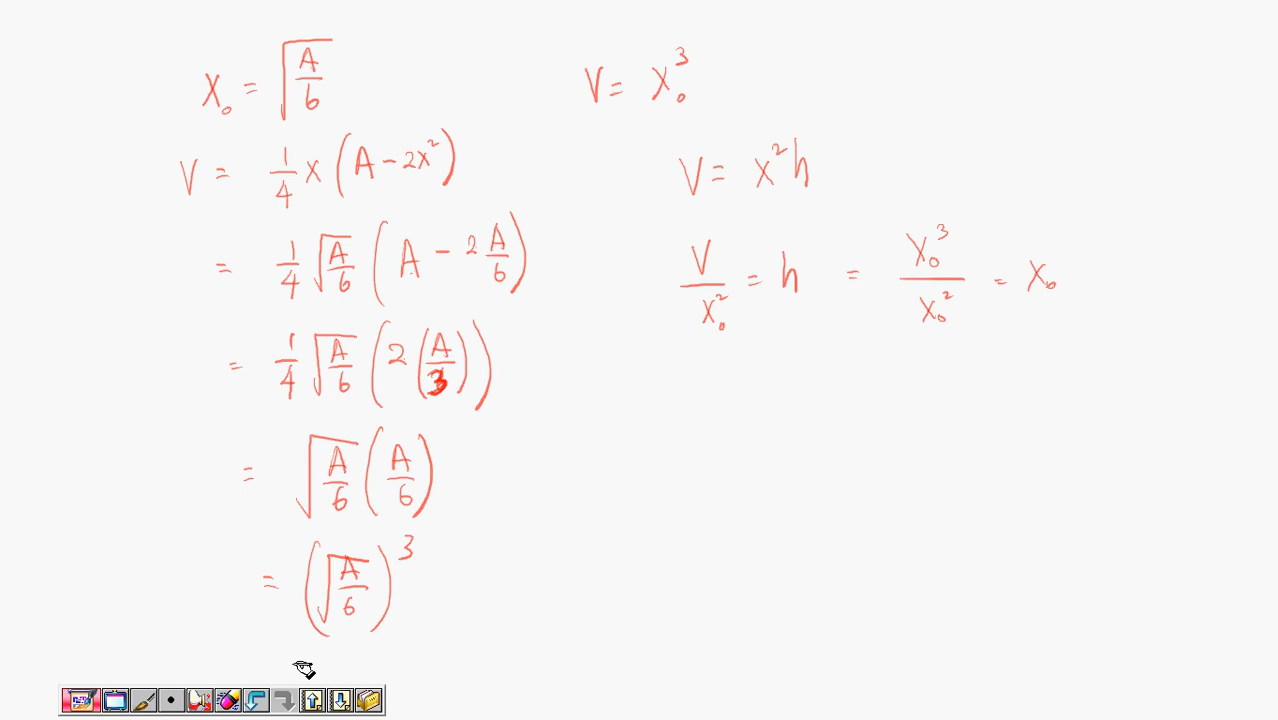 X₀ = √(A/6)
V = 1/4 X (A − 2X²)
= 1/4 √(A/6) (A − 2 A/6)
= 1/4 √(A/6) (2 (A/3))
= √(A/6) (A/6)
= (√(A/6))³
V = X₀³
V = X²h
V/X₀² = h = X₀³/X₀² = X₀